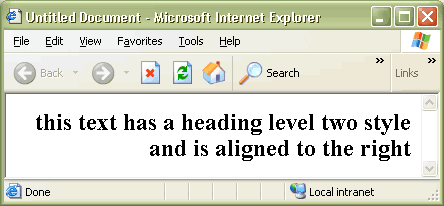 Untitled Document - Microsoft Internet Explorer
File Edit View Favorites Tools Help
Back Search » Links »
this text has a heading level two style
and is aligned to the right
Done Local intranet